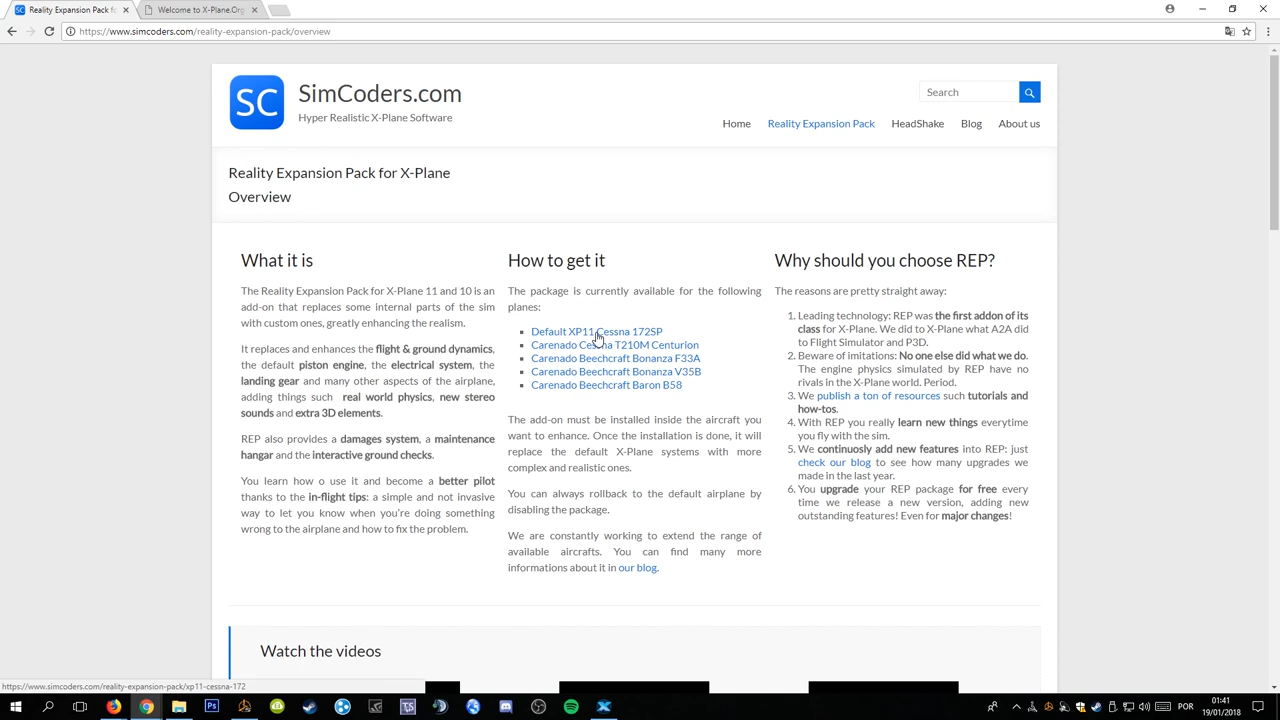 Reality Expansion Pack fo
Welcome to X-Plane.Org
https://www.simcoders.com/reality-expansion-pack/overview
SC
SimCoders.com
Hyper Realistic X-Plane Software
Search
Home
Reality Expansion Pack
HeadShake
Blog
About us
Reality Expansion Pack for X-Plane
Overview
What it is
The Reality Expansion Pack for X-Plane 11 and 10 is an
add-on that replaces some internal parts of the sim
with custom ones, greatly enhancing the realism.
It replaces and enhances the flight & ground dynamics,
the default piston engine, the electrical system, the
landing gear and many other aspects of the airplane,
adding things such real world physics, new stereo
sounds and extra 3D elements.
REP also provides a damages system, a maintenance
hangar and the interactive ground checks.
You learn how o use it and become a better pilot
thanks to the in-flight tips: a simple and not invasive
way to let you know when you're doing something
wrong to the airplane and how to fix the problem.
How to get it
The package is currently available for the following
planes:
Default XP11 Cessna 172SP
Carenado Cessna T210M Centurion
Carenado Beechcraft Bonanza F33A
Carenado Beechcraft Bonanza V35B
Carenado Beechcraft Baron B58
The add-on must be installed inside the aircraft you
want to enhance. Once the installation is done, it will
replace the default X-Plane systems with more
complex and realistic ones.
You can always rollback to the default airplane by
disabling the package.
We are constantly working to extend the range of
available aircrafts. You can find many more
informations about it in our blog.
Why should you choose REP?
The reasons are pretty straight away:
1. Leading technology: REP was the first addon of its
class for X-Plane. We did to X-Plane what A2A did
to Flight Simulator and P3D.
2. Beware of imitations: No one else did what we do.
The engine physics simulated by REP have no
rivals in the X-Plane world. Period.
3. We publish a ton of resources such tutorials and
how-tos.
4. With REP you really learn new things everytime
you fly with the sim.
5. We continuosly add new features into REP: just
check our blog to see how many upgrades we
made in the last year.
6. You upgrade your REP package for free every
time we release a new version, adding new
outstanding features! Even for major changes!
Watch the videos
https://www.simcoders.com/reality-expansion-pack/xp11-cessna-172
POR
01:41
19/01/2018